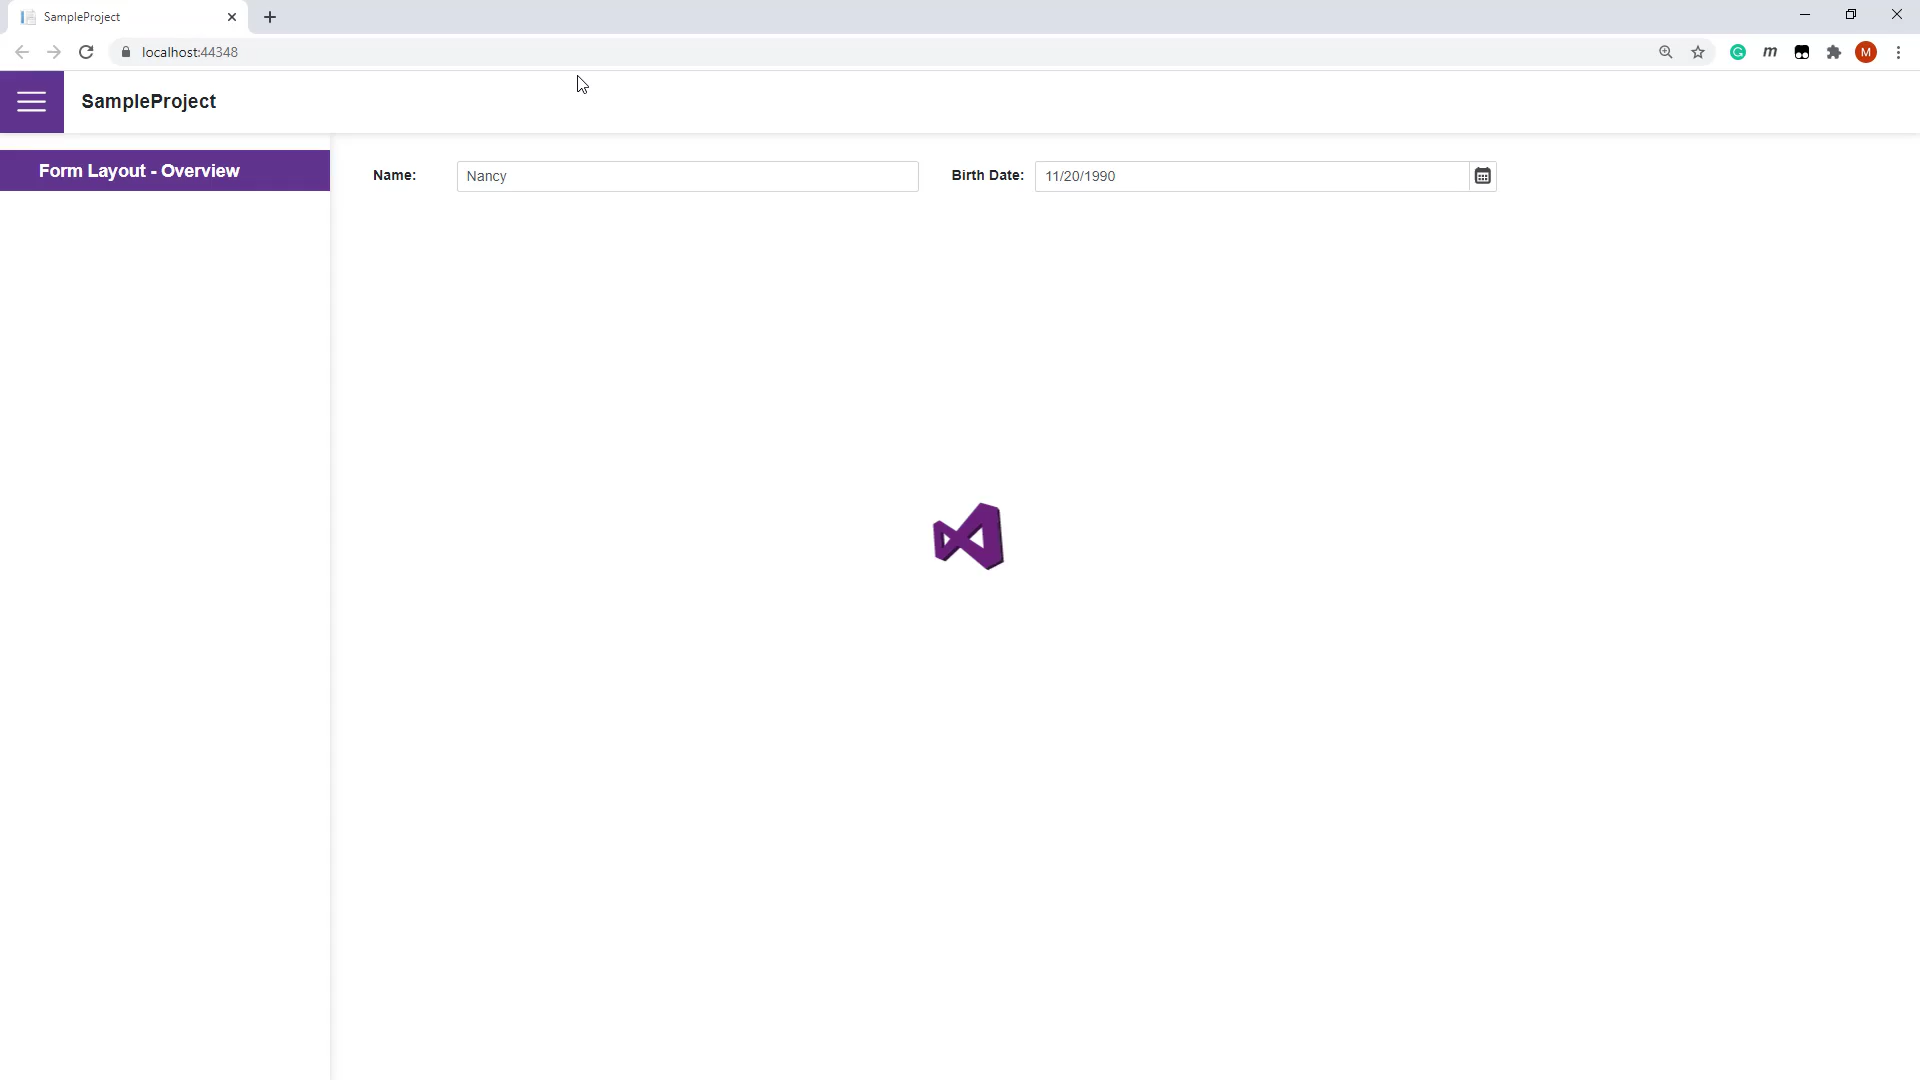 SampleProject
localhost:44348
m
M
SampleProject
Form Layout - Overview
Name: Nancy Birth Date: 11/20/1990